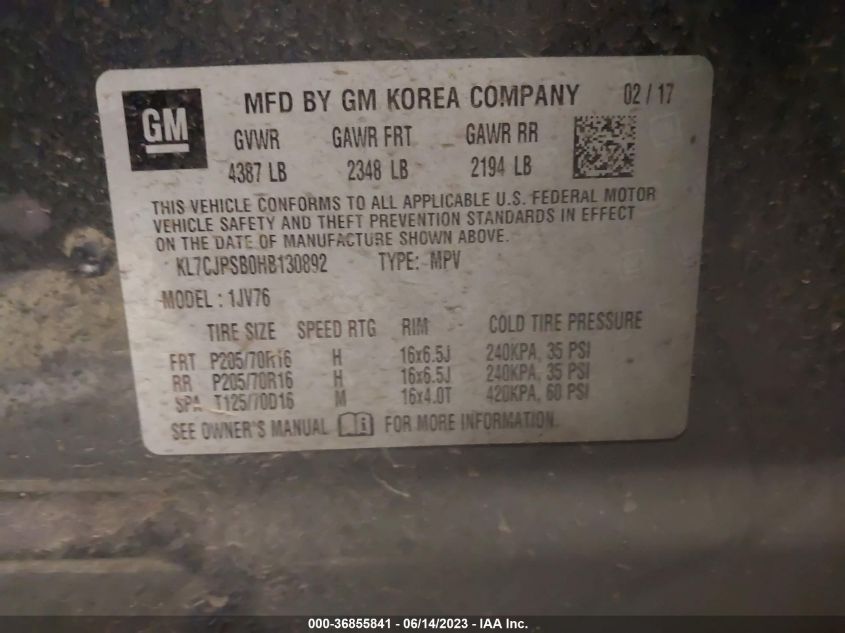 GM MFD BY GM KOREA COMPANY 02 / 17
GVWR GAWR FRT GAWR RR
4387 LB 2348 LB 2194 LB
THIS VEHICLE CONFORMS TO ALL APPLICABLE U.S. FEDERAL MOTOR
VEHICLE SAFETY AND THEFT PREVENTION STANDARDS IN EFFECT
ON THE DATE OF MANUFACTURE SHOWN ABOVE.
KL7CJPSB0HB130892 TYPE: MPV
MODEL : 1JV76
TIRE SIZE SPEED RTG RIM COLD TIRE PRESSURE
FRT P205/70R16 H 16x6.5J 240KPA, 35 PSI
RR P205/70R16 H 16x6.5J 240KPA, 35 PSI
SPA T125/70D16 M 16x4.0T 420KPA, 60 PSI
SEE OWNER'S MANUAL FOR MORE INFORMATION.
000-36855841 - 06/14/2023 - IAA Inc.